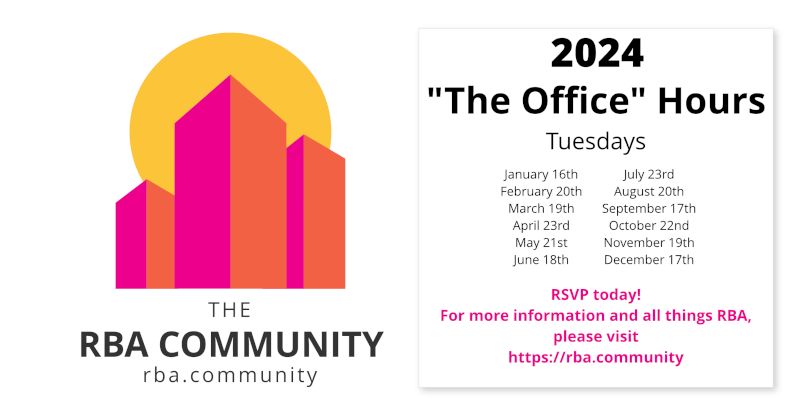 THE
RBA COMMUNITY
rba.community
2024
"The Office" Hours
Tuesdays
January 16th
February 20th
March 19th
April 23rd
May 21st
June 18th
July 23rd
August 20th
September 17th
October 22nd
November 19th
December 17th
RSVP today!
For more information and all things RBA,
please visit
https://rba.community